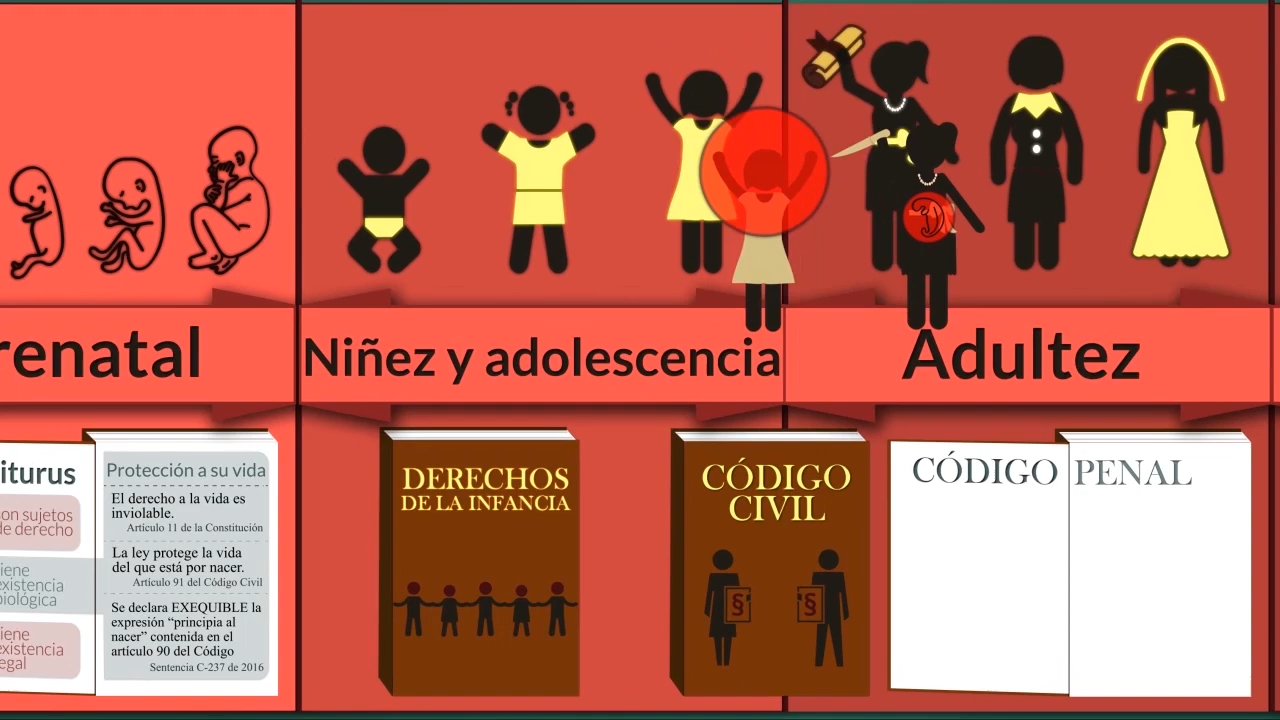 renatal
Niñez y adolescencia
Adultez
iturus
on sujetos
de derecho
iene
existencia
biológica
iene
existencia
egal
Protección a su vida
El derecho a la vida es
inviolable.
Artículo 11 de la Constitución
La ley protege la vida
del que está por nacer.
Artículo 91 del Código Civil
Se declara EXEQUIBLE la
expresión “principia al
nacer” contenida en el
artículo 90 del Código
Sentencia C-237 de 2016
DERECHOS
DE LA INFANCIA
CÓDIGO
CIVIL
§ §
CÓDIGO PENAL